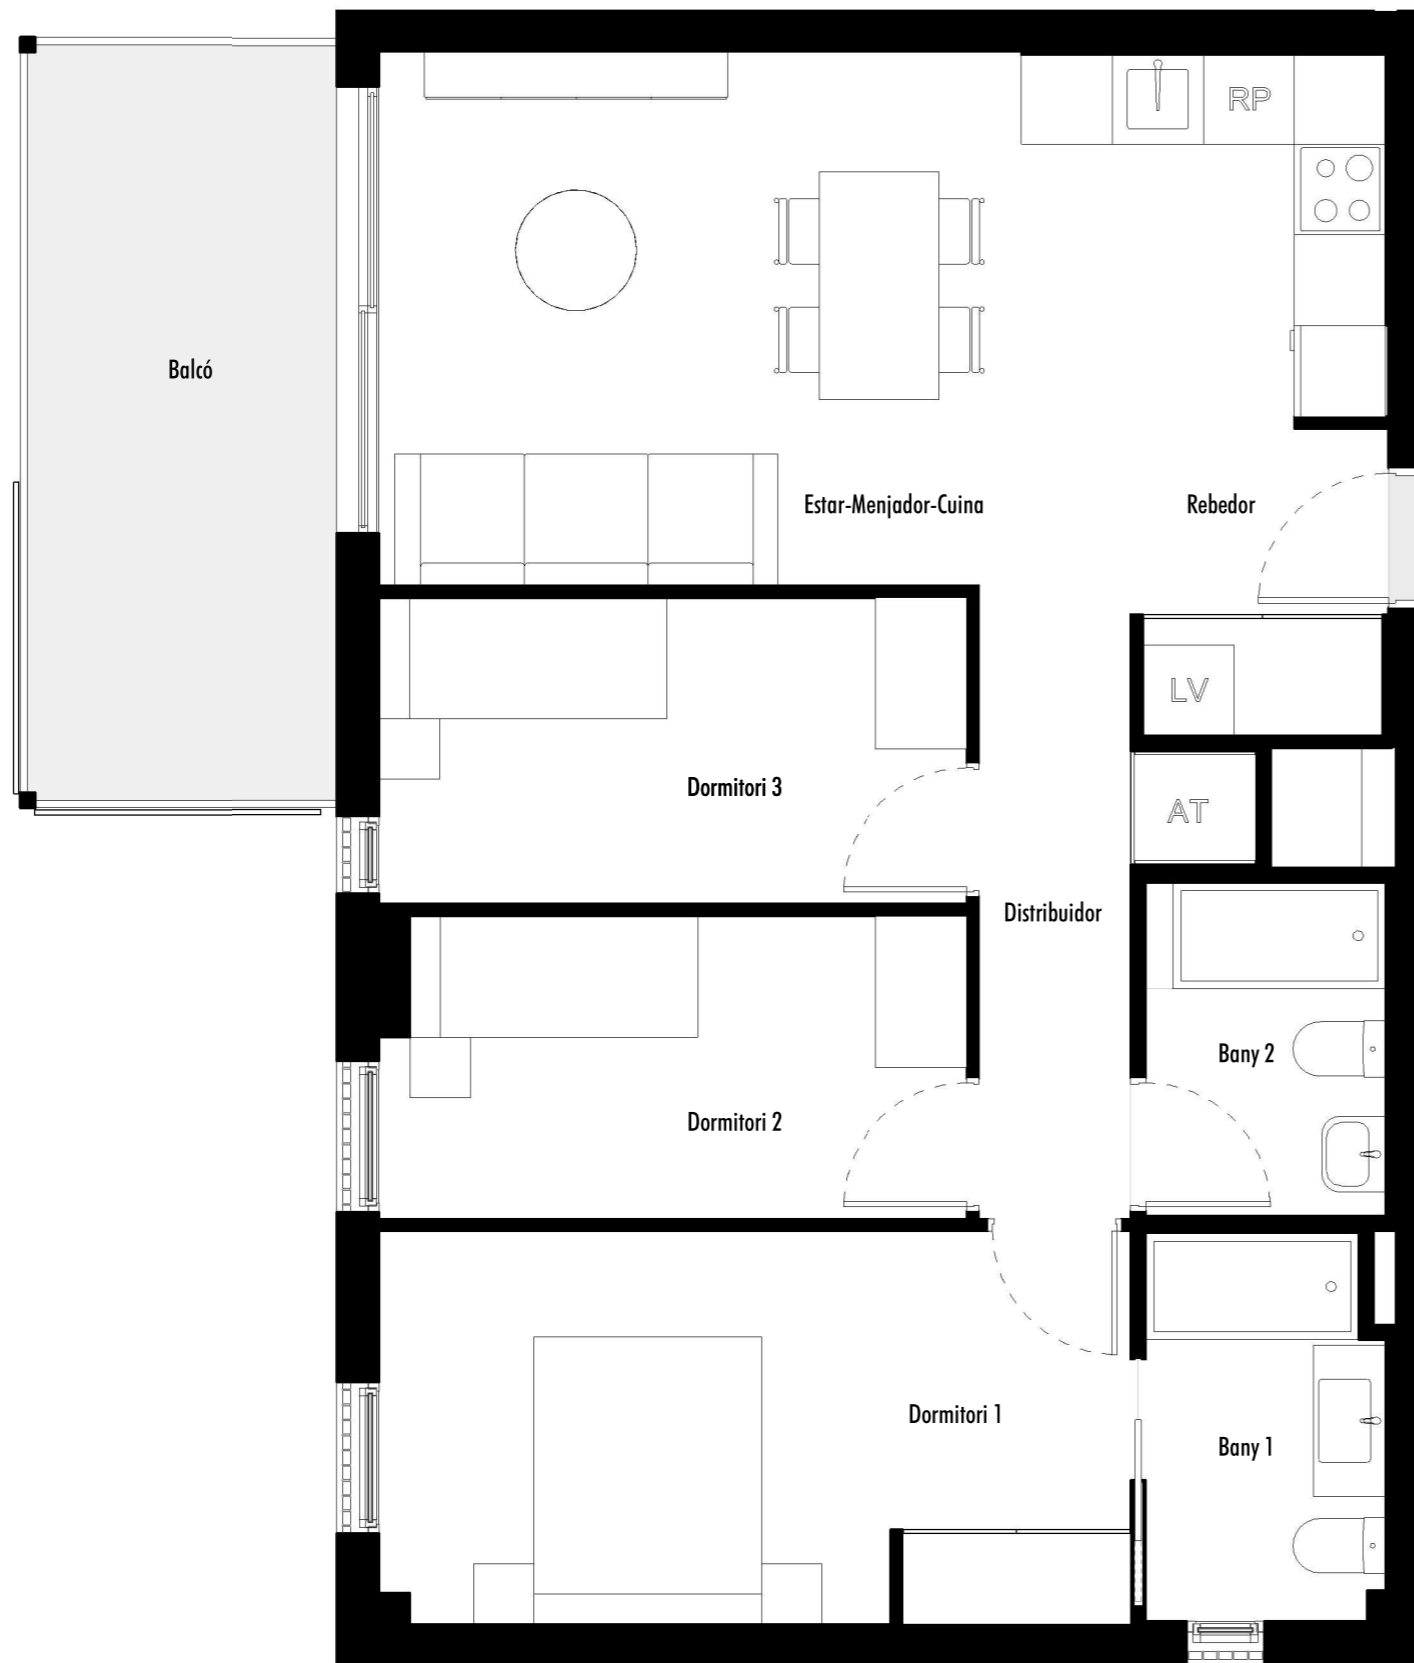 RP
Balcó
Estar-Menjador-Cuina
Rebedor
LV
Dormitori 3
AT
Distribuidor
Bany 2
Dormitori 2
Dormitori 1
Bany 1